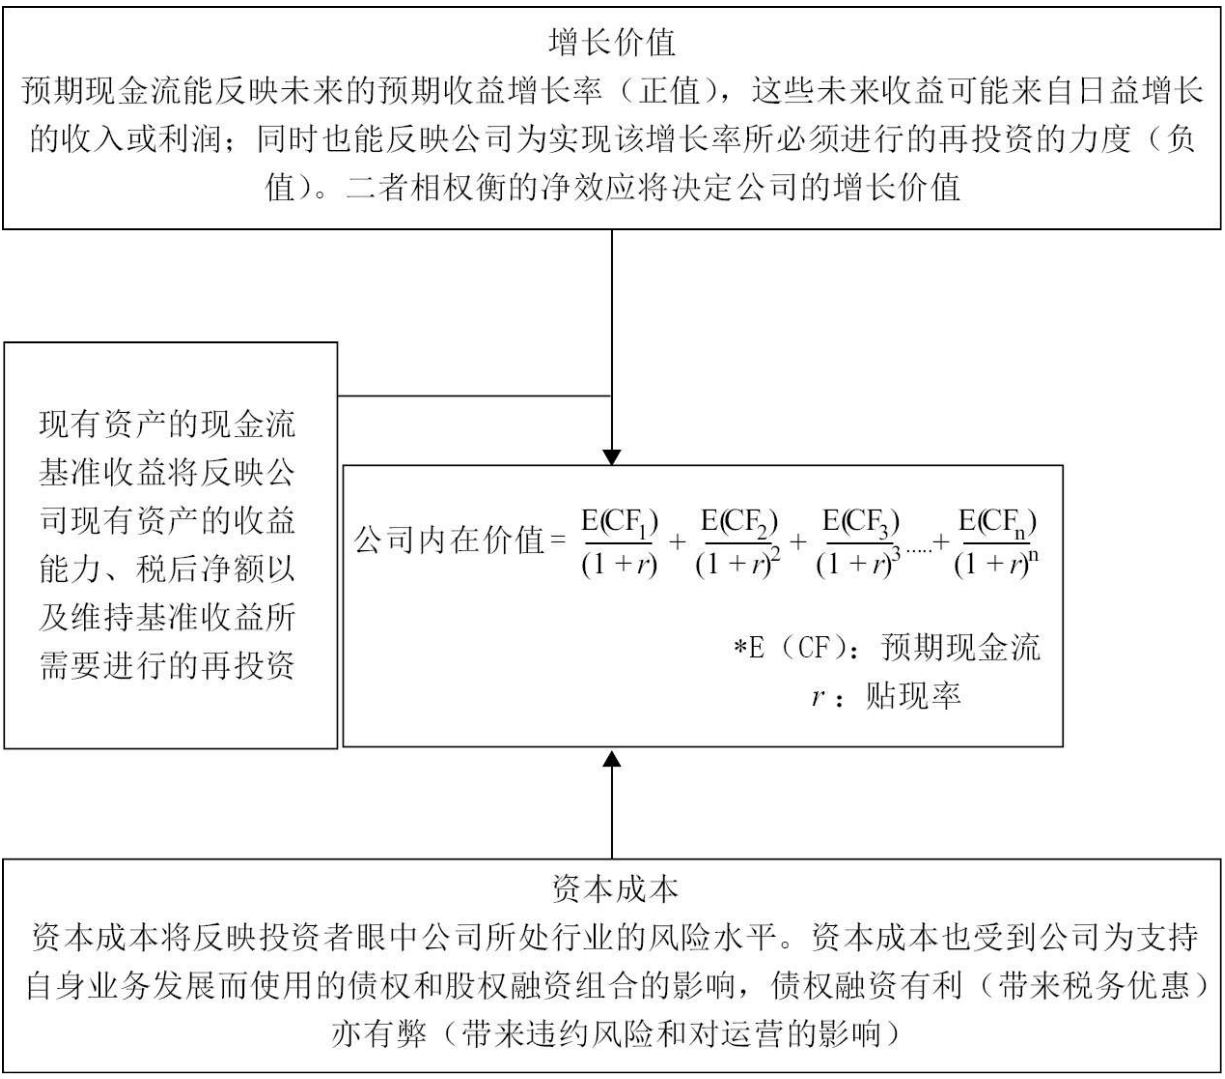 增长价值
预期现金流能反映未来的预期收益增长率（正值），这些未来收益可能来自日益增长
的收入或利润；同时也能反映公司为实现该增长率所必须进行的再投资的力度（负
值）。二者相权衡的净效应将决定公司的增长价值
现有资产的现金流
基准收益将反映公
司现有资产的收益
能力、税后净额以
及维持基准收益所
需要进行的再投资
公司内在价值= E(CF₁)/(1+r) + E(CF₂)/(1+r)² + E(CF₃)/(1+r)³ ..... + E(CFₙ)/(1+r)ⁿ
*E（CF）：预期现金流
r：贴现率
资本成本
资本成本将反映投资者眼中公司所处行业的风险水平。资本成本也受到公司为支持
自身业务发展而使用的债权和股权融资组合的影响，债权融资有利（带来税务优惠）
亦有弊（带来违约风险和对运营的影响）